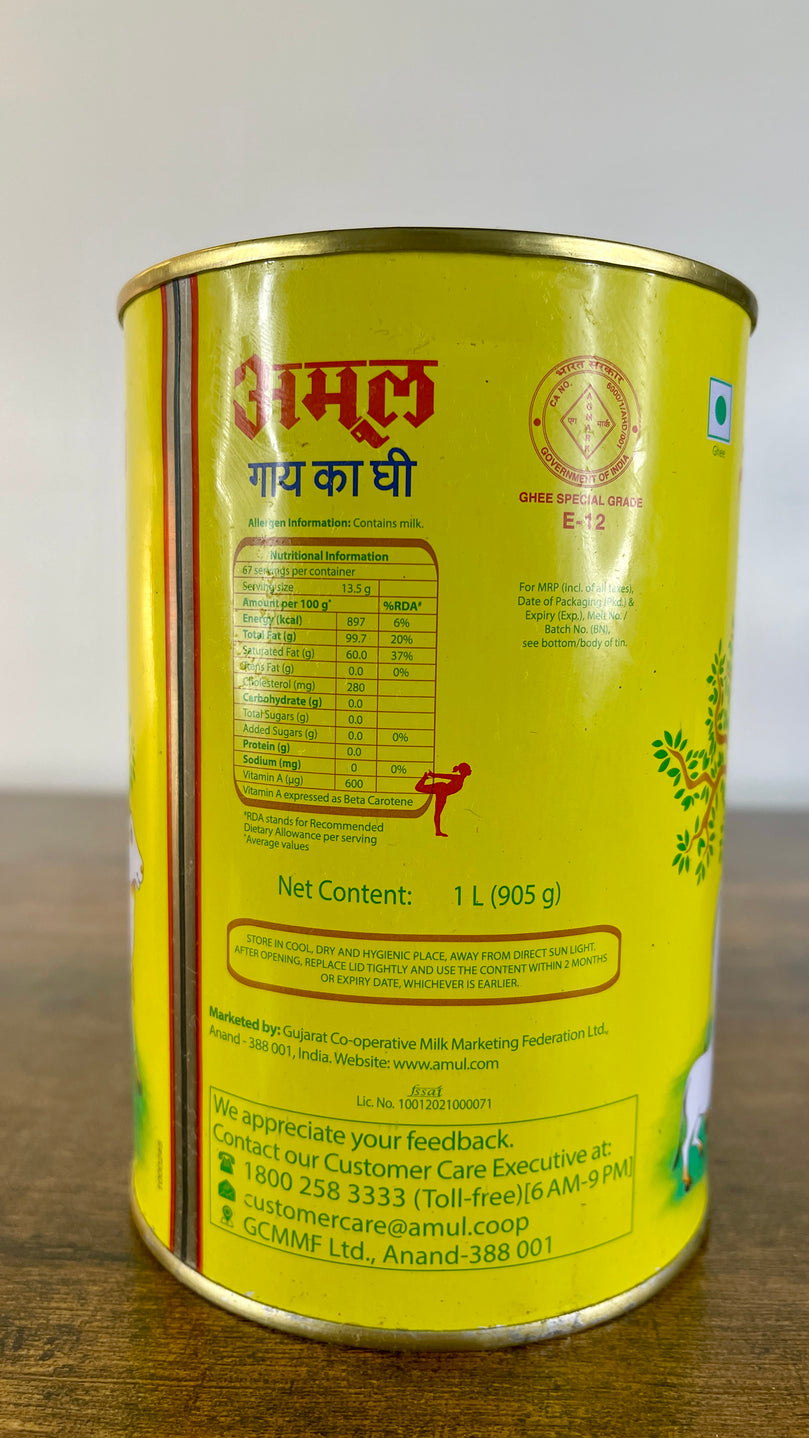 अमूल
गाय का घी
Allergen Information: Contains milk.
Nutritional Information
67 servings per container
Serving size 13.5 g
Amount per 100 g* %RDA#
Energy (kcal) 897 6%
Total Fat (g) 99.7 20%
Saturated Fat (g) 60.0 37%
Trans Fat (g) 0.0 0%
Cholesterol (mg) 280
Carbohydrate (g) 0.0
Total Sugars (g) 0.0
Added Sugars (g) 0.0 0%
Protein (g) 0.0
Sodium (mg) 0 0%
Vitamin A (µg) 600
Vitamin A expressed as Beta Carotene
#RDA stands for Recommended
Dietary Allowance per serving
*Average values
भारत सरकार
CA NO. 6000/1/AHD/001
AGMARK
एग मार्क
GOVERNMENT OF INDIA
GHEE SPECIAL GRADE
E-12
Ghee
For MRP (incl. of all taxes),
Date of Packaging (Pkd.) &
Expiry (Exp.), Melt No. /
Batch No. (BN),
see bottom/body of tin.
Net Content: 1 L (905 g)
STORE IN COOL, DRY AND HYGIENIC PLACE, AWAY FROM DIRECT SUN LIGHT.
AFTER OPENING, REPLACE LID TIGHTLY AND USE THE CONTENT WITHIN 2 MONTHS
OR EXPIRY DATE, WHICHEVER IS EARLIER.
Marketed by: Gujarat Co-operative Milk Marketing Federation Ltd.,
Anand - 388 001, India. Website: www.amul.com
fssai
Lic. No. 10012021000071
We appreciate your feedback.
Contact our Customer Care Executive at:
1800 258 3333 (Toll-free)[6 AM-9 PM]
customercare@amul.coop
GCMMF Ltd., Anand-388 001